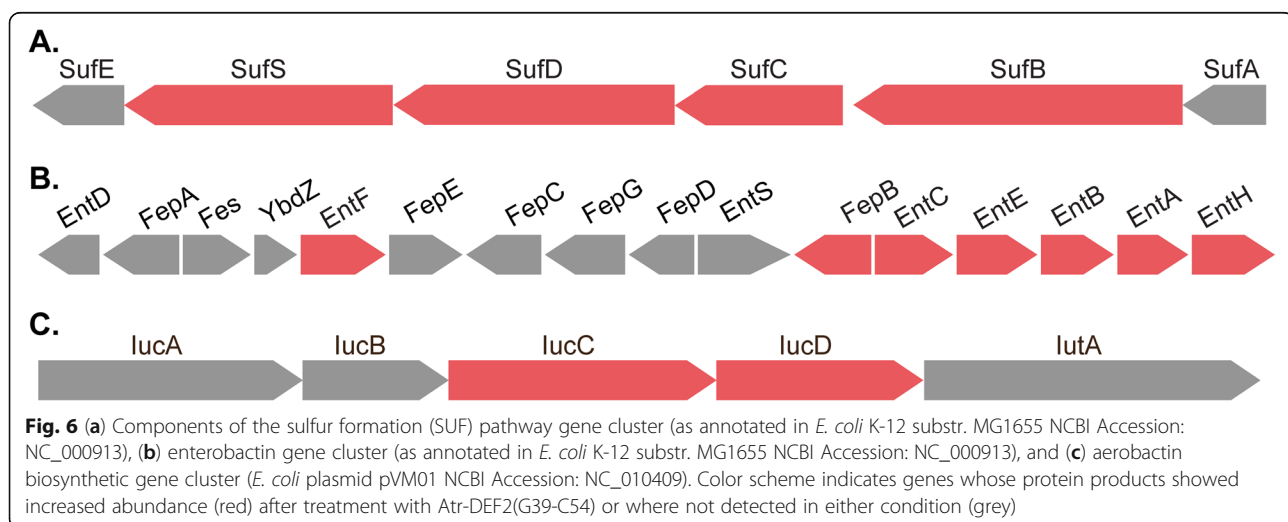 A.
SufE SufS SufD SufC SufB SufA
B.
EntD FepA Fes YbdZ EntF FepE FepC FepG FepD EntS FepB EntC EntE EntB EntA EntH
C.
IucA IucB IucC IucD IutA
Fig. 6 (a) Components of the sulfur formation (SUF) pathway gene cluster (as annotated in E. coli K-12 substr. MG1655 NCBI Accession:
NC_000913), (b) enterobactin gene cluster (as annotated in E. coli K-12 substr. MG1655 NCBI Accession: NC_000913), and (c) aerobactin
biosynthetic gene cluster (E. coli plasmid pVM01 NCBI Accession: NC_010409). Color scheme indicates genes whose protein products showed
increased abundance (red) after treatment with Atr-DEF2(G39-C54) or where not detected in either condition (grey)